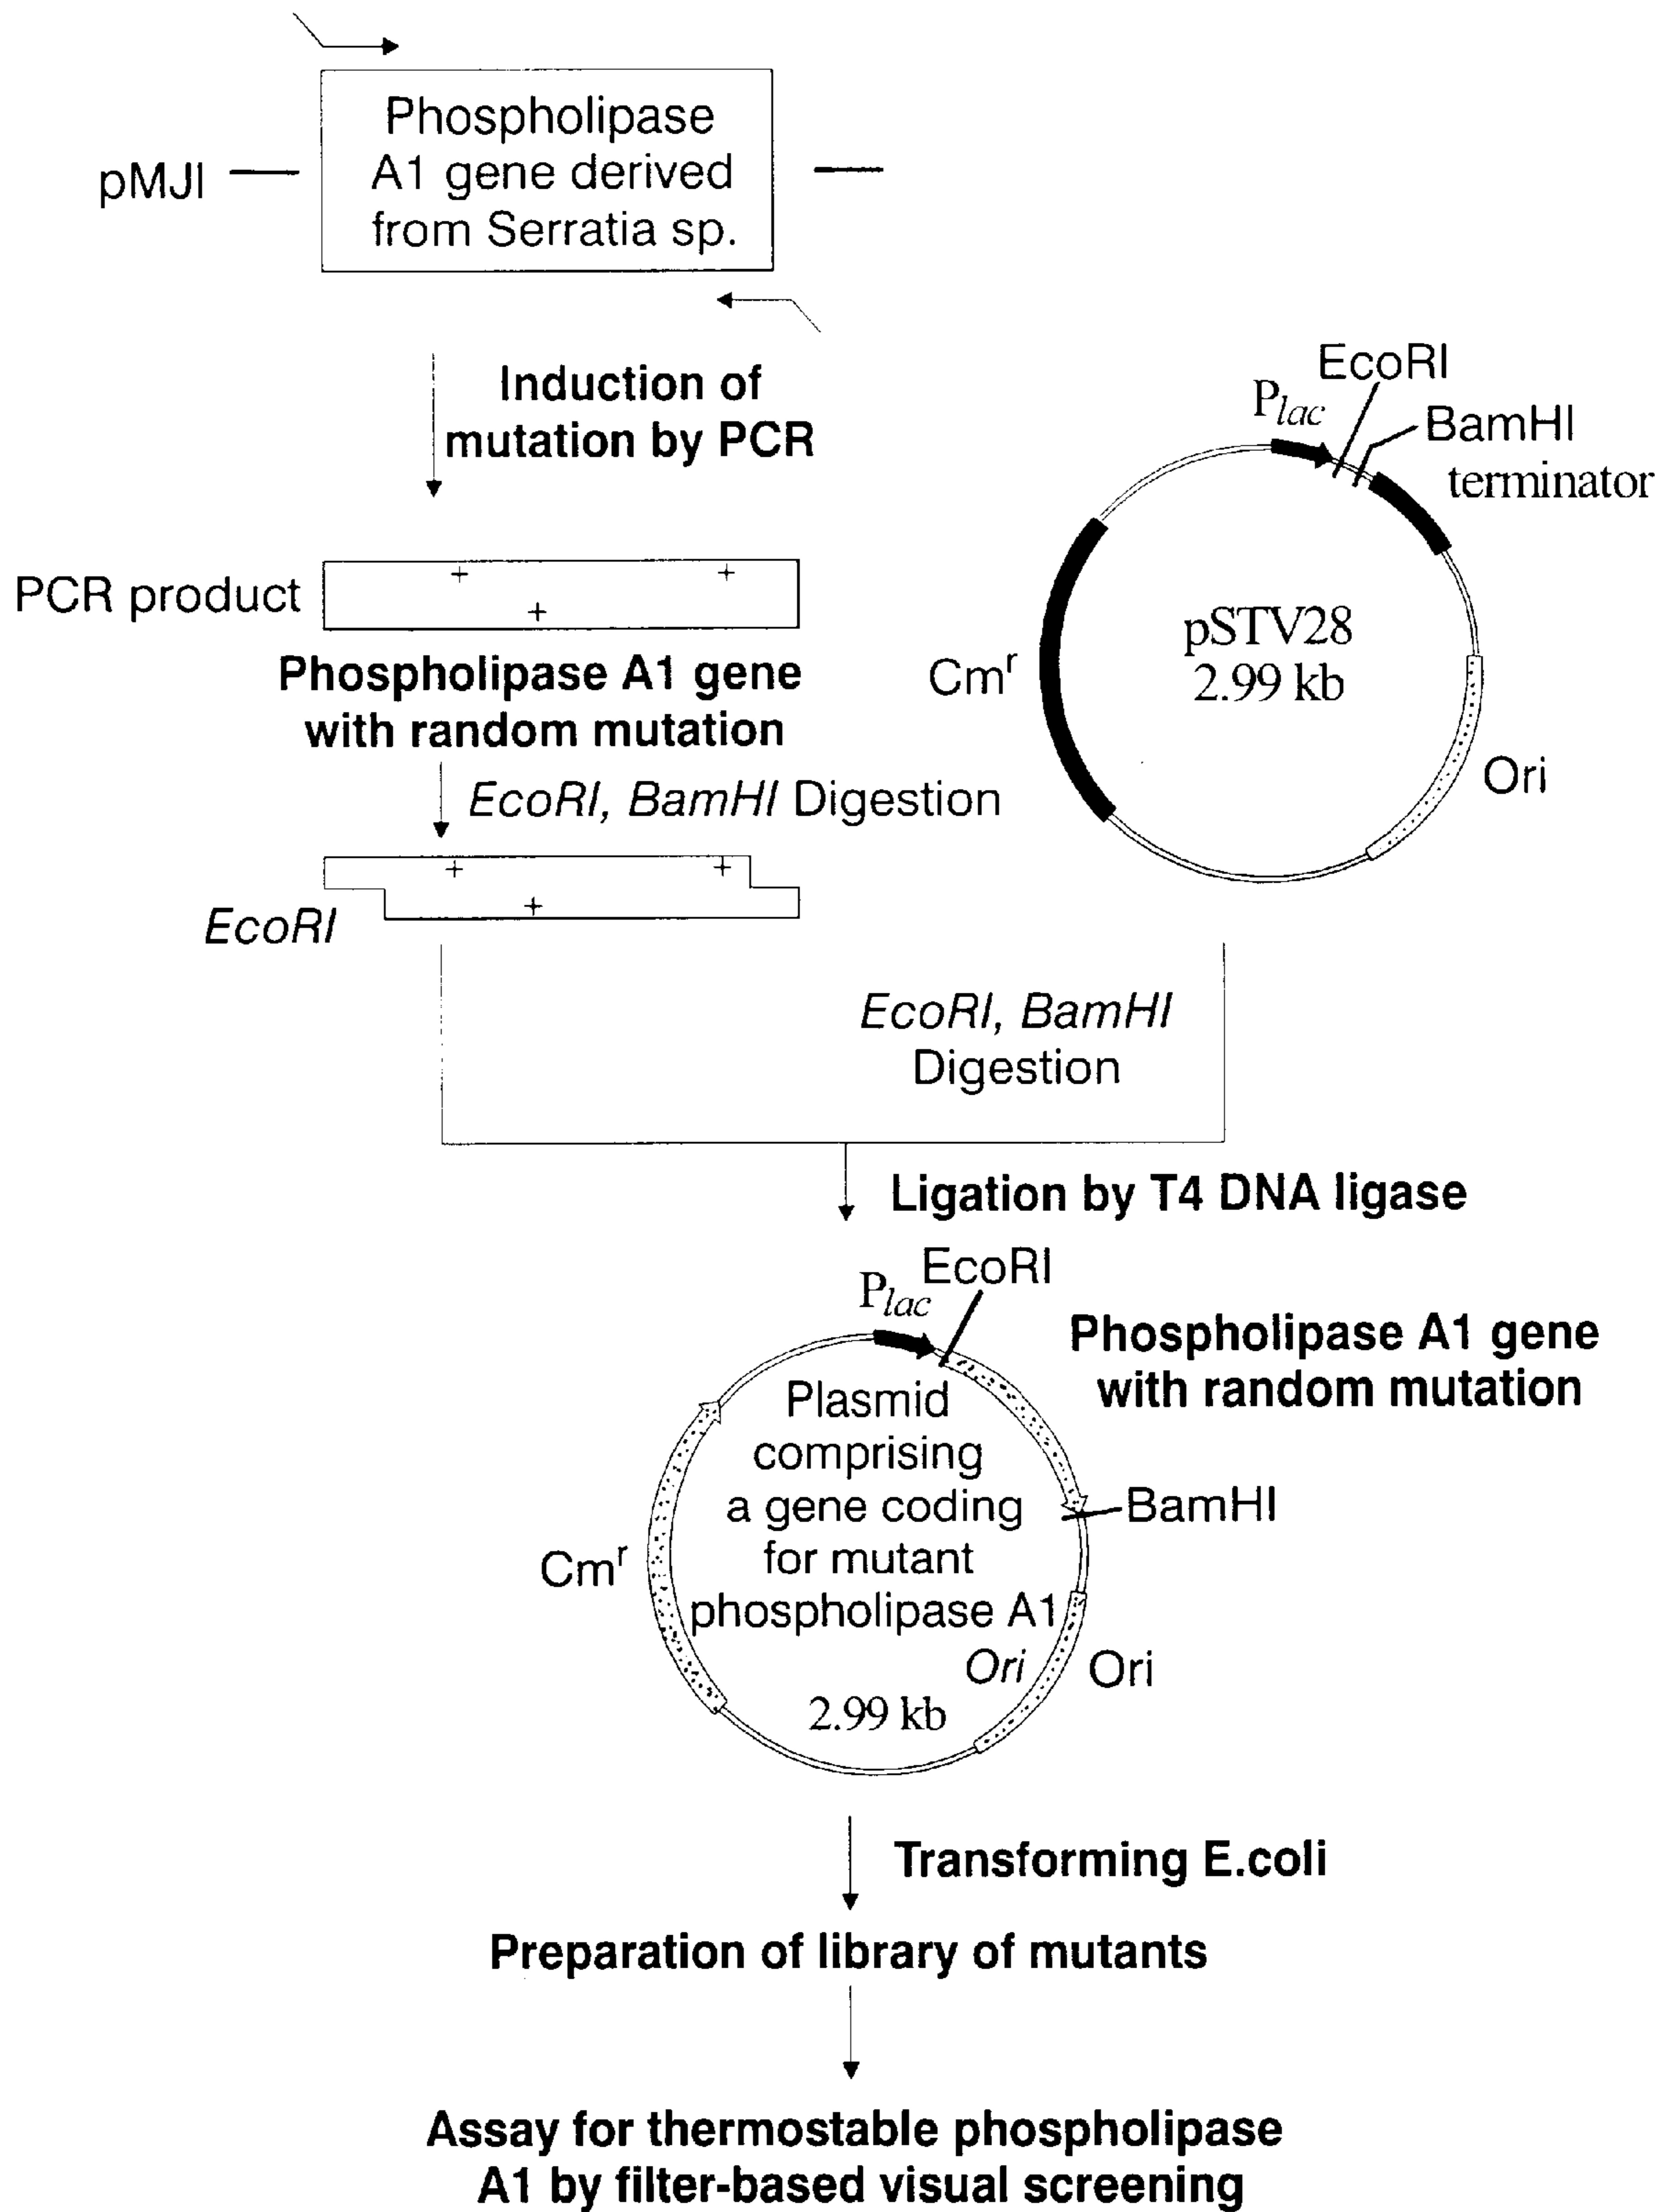 Phospholipase
A1 gene derived
from Serratia sp.
pMJI
Induction of
mutation by PCR
EcoRI
Plac
BamHI
terminator
PCR product
pSTV28
2.99 kb
Cmr
Ori
Phospholipase A1 gene
with random mutation
EcoRI, BamHI Digestion
EcoRI
EcoRI, BamHI
Digestion
Ligation by T4 DNA ligase
EcoRI
Plac
Phospholipase A1 gene
with random mutation
Plasmid
comprising
a gene coding
for mutant
phospholipase A1
BamHI
Cmr
Ori
Ori
2.99 kb
Transforming E.coli
Preparation of library of mutants
Assay for thermostable phospholipase
A1 by filter-based visual screening